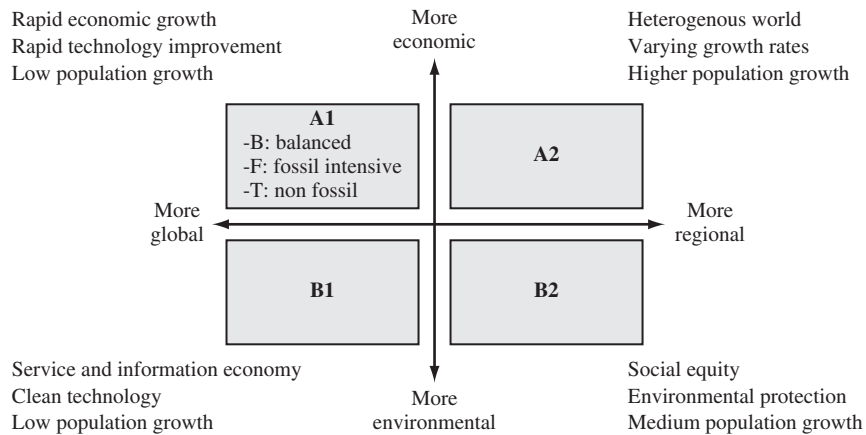 Rapid economic growth
Rapid technology improvement
Low population growth
More
economic
Heterogenous world
Varying growth rates
Higher population growth
A1
-B: balanced
-F: fossil intensive
-T: non fossil
A2
More
global
More
regional
B1
B2
Service and information economy
Clean technology
Low population growth
More
environmental
Social equity
Environmental protection
Medium population growth